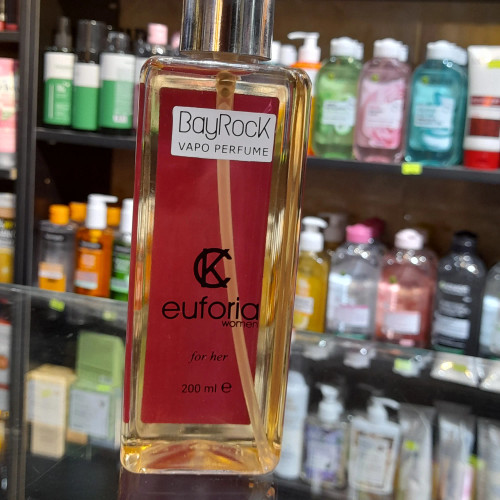 BayRock
VAPO PERFUME
CK
euforia
women
for her
200 ml e